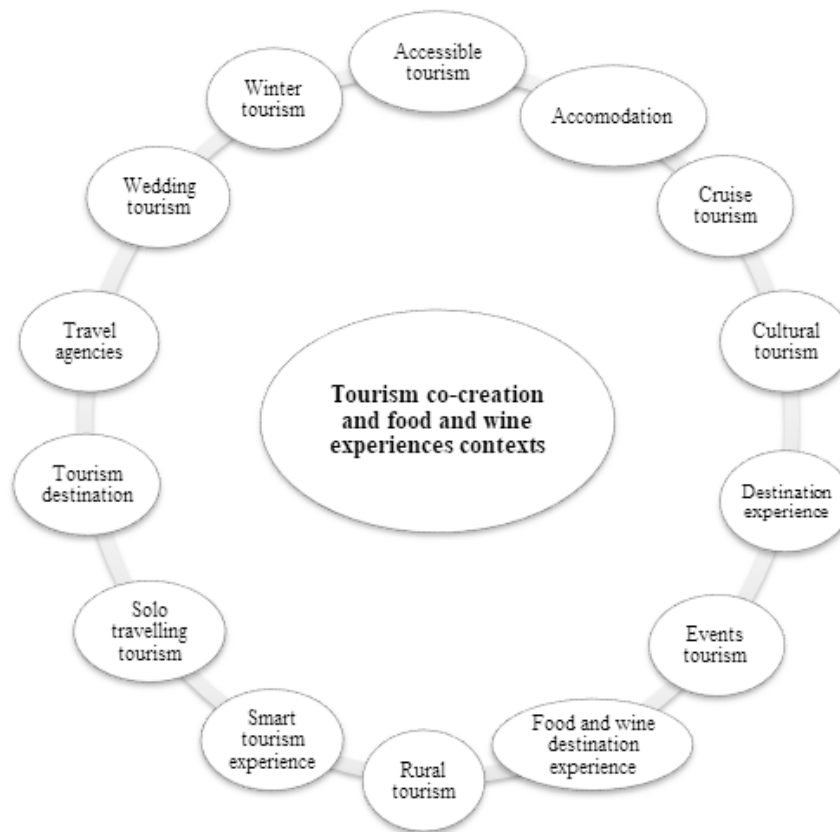 Accessible
tourism
Accomodation
Cruise
tourism
Cultural
tourism
Destination
experience
Events
tourism
Food and wine
destination
experience
Rural
tourism
Smart
tourism
experience
Solo
travelling
tourism
Tourism
destination
Travel
agencies
Wedding
tourism
Winter
tourism
Tourism co-creation
and food and wine
experiences contexts